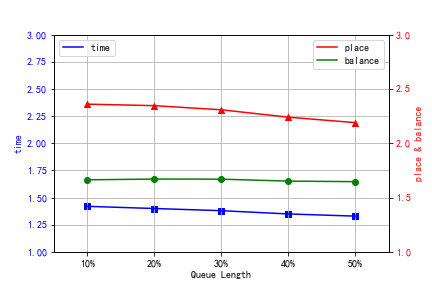 time
place
balance
3.00
2.75
2.50
2.25
2.00
1.75
1.50
1.25
1.00
time
3.0
2.5
2.0
1.5
1.0
place & balance
10% 20% 30% 40% 50%
Queue Length